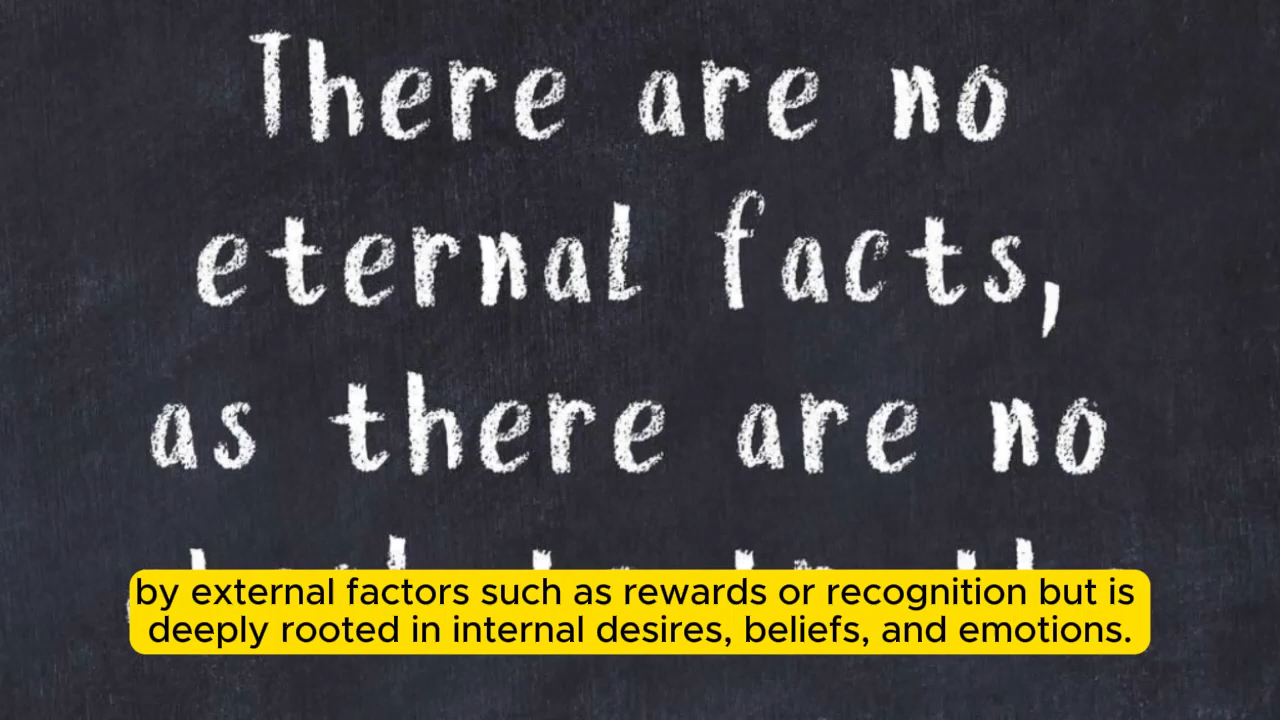 There are no
eternal facts,
as there are no
by external factors such as rewards or recognition but is
deeply rooted in internal desires, beliefs, and emotions.